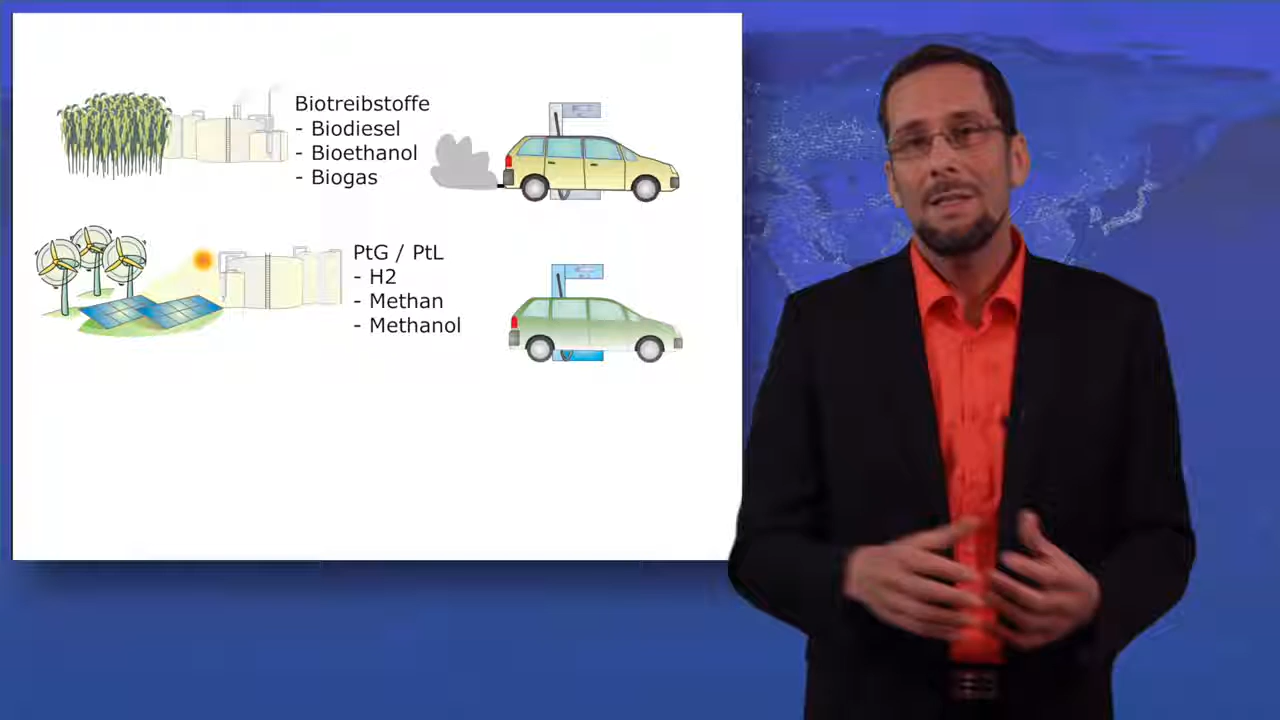 Biotreibstoffe
- Biodiesel
- Bioethanol
- Biogas
PtG / PtL
- H2
- Methan
- Methanol